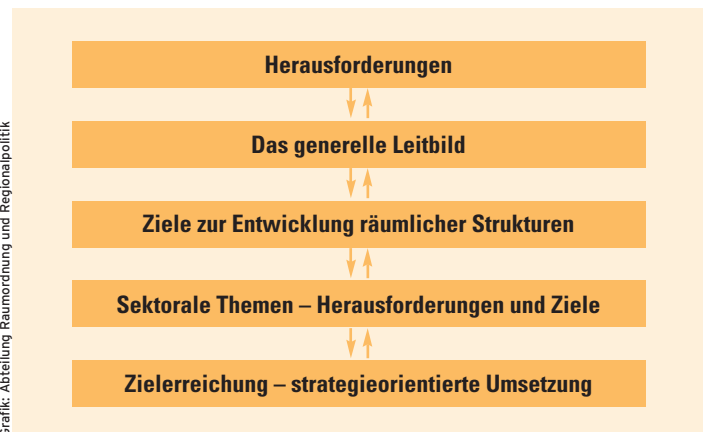 Herausforderungen
Das generelle Leitbild
Ziele zur Entwicklung räumlicher Strukturen
Sektorale Themen – Herausforderungen und Ziele
Zielerreichung – strategieorientierte Umsetzung
Grafik: Abteilung Raumordnung und Regionalpolitik